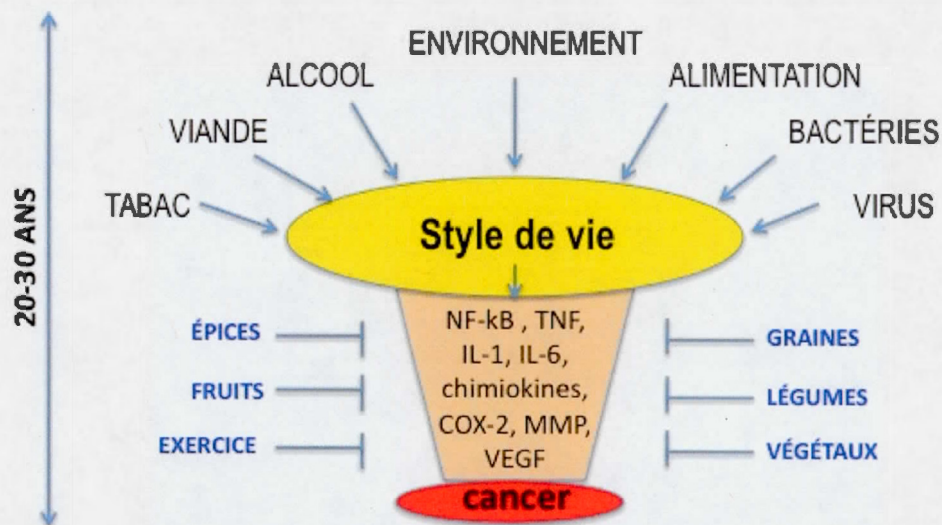 ENVIRONNEMENT
ALCOOL
ALIMENTATION
VIANDE
BACTÉRIES
TABAC
VIRUS
20-30 ANS
Style de vie
NF-kB , TNF,
IL-1, IL-6,
chimiokines,
COX-2, MMP,
VEGF
ÉPICES
FRUITS
EXERCICE
GRAINES
LÉGUMES
VÉGÉTAUX
cancer